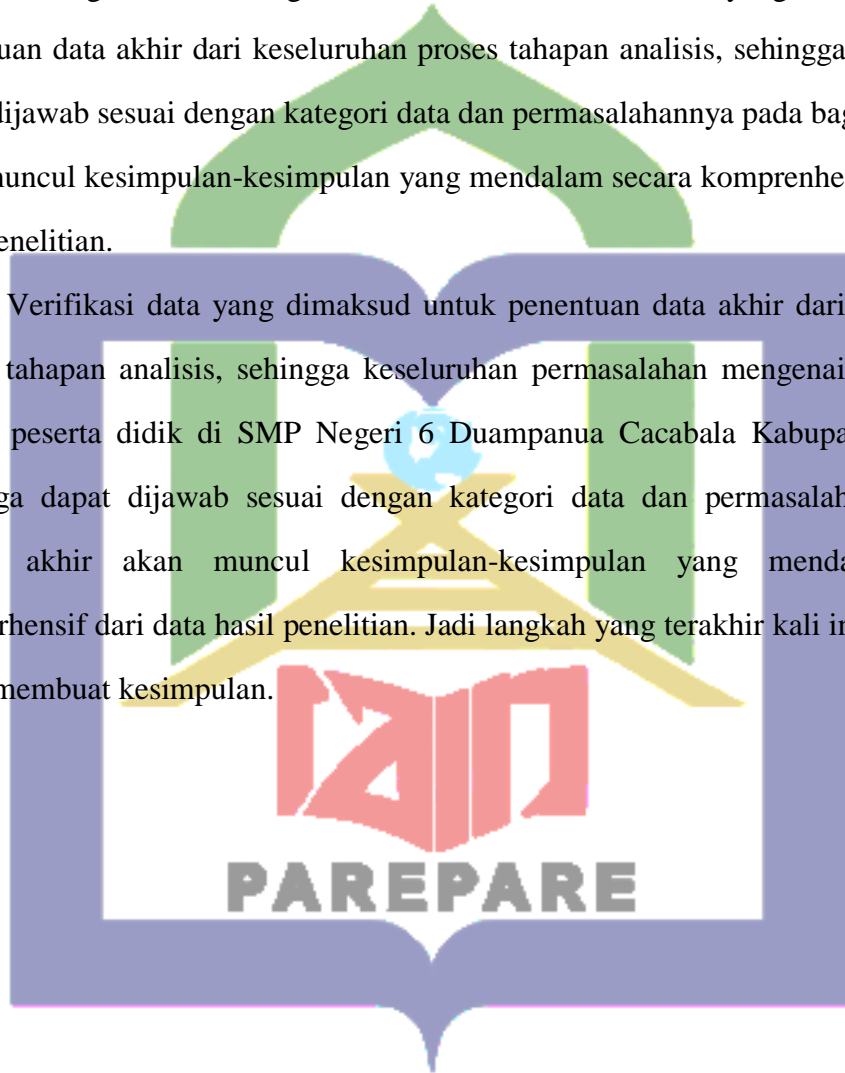 uan data akhir dari keseluruhan proses tahapan analisis, sehingga
dijawab sesuai dengan kategori data dan permasalahannya pada bag
nuncul kesimpulan-kesimpulan yang mendalam secara komprenhe
enelitian.
Verifikasi data yang dimaksud untuk penentuan data akhir dari
tahapan analisis, sehingga keseluruhan permasalahan mengenai
peserta didik di SMP Negeri 6 Duampanua Cacabala Kabupa
ga dapat dijawab sesuai dengan kategori data dan permasalah
akhir akan muncul kesimpulan-kesimpulan yang menda
rhensif dari data hasil penelitian. Jadi langkah yang terakhir kali in
membuat kesimpulan.
iain
PAREPARE